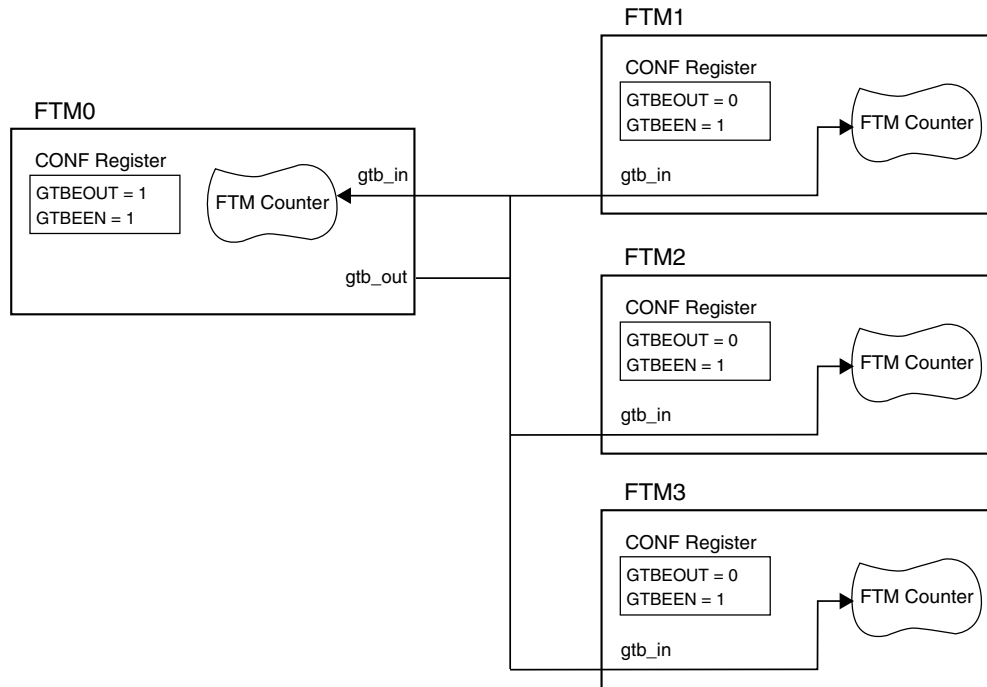 FTM0
CONF Register
GTBEOUT = 1
GTBEEN = 1
FTM Counter
gtb_in
gtb_out
FTM1
CONF Register
GTBEOUT = 0
GTBEEN = 1
FTM Counter
gtb_in
FTM2
CONF Register
GTBEOUT = 0
GTBEEN = 1
FTM Counter
gtb_in
FTM3
CONF Register
GTBEOUT = 0
GTBEEN = 1
FTM Counter
gtb_in